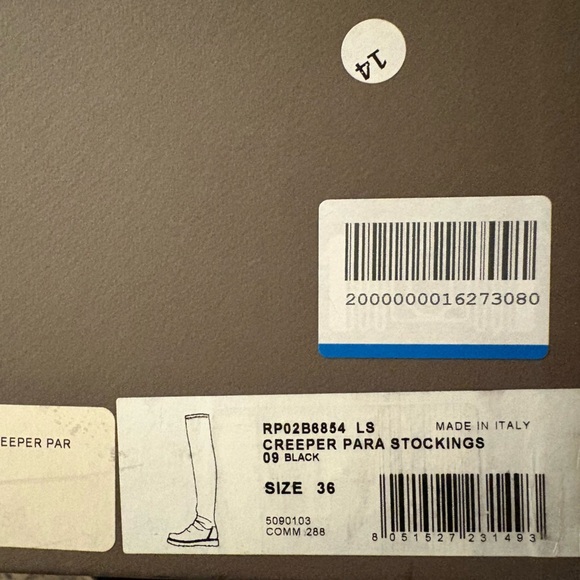 14
2000000016273080
EEPER PAR
RP02B6854 LS MADE IN ITALY
CREEPER PARA STOCKINGS
09 BLACK
SIZE 36
5090103
COMM 288
8 051527 231493